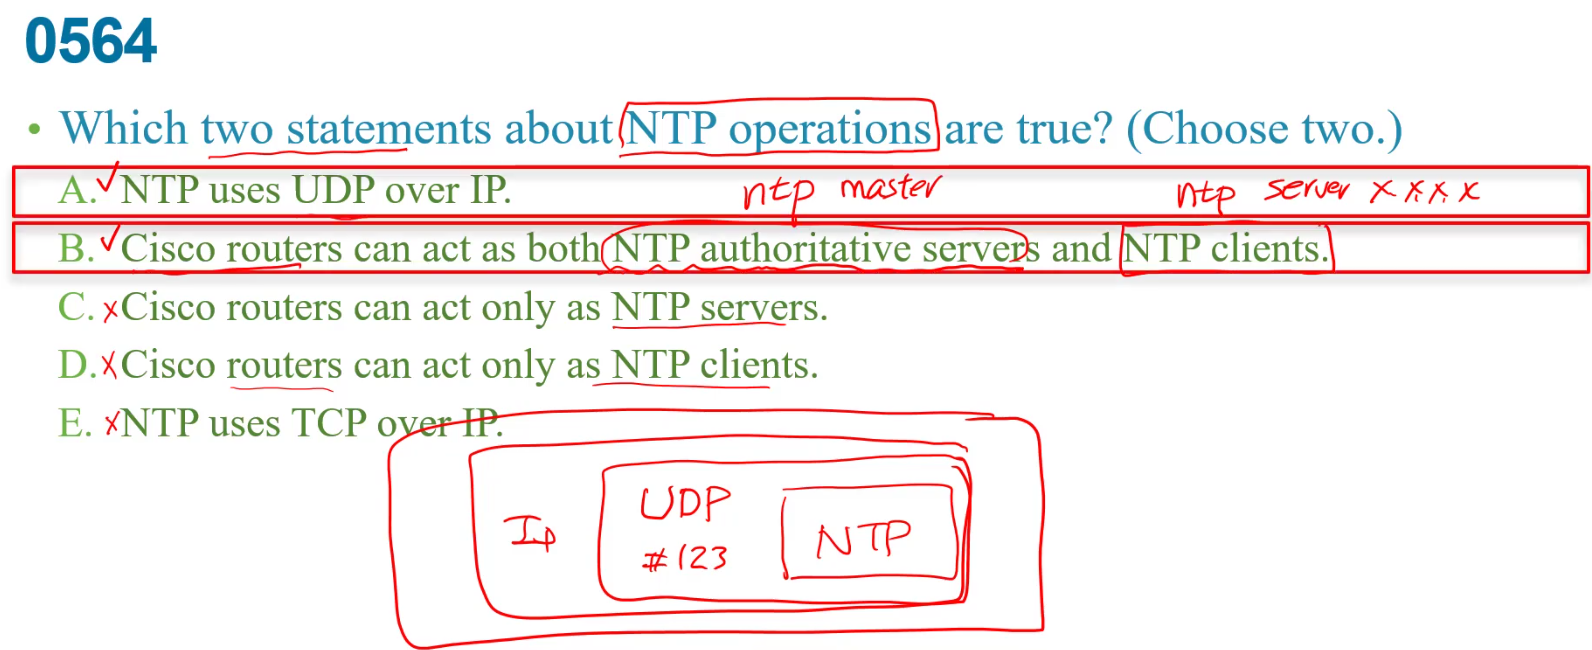 0564
• Which two statements about NTP operations are true? (Choose two.)
A. ✓ NTP uses UDP over IP. ntp master ntp server x x x x
B. ✓ Cisco routers can act as both NTP authoritative servers and NTP clients.
C. x Cisco routers can act only as NTP servers.
D. x Cisco routers can act only as NTP clients.
E. x NTP uses TCP over IP.
UDP
IP #123 NTP